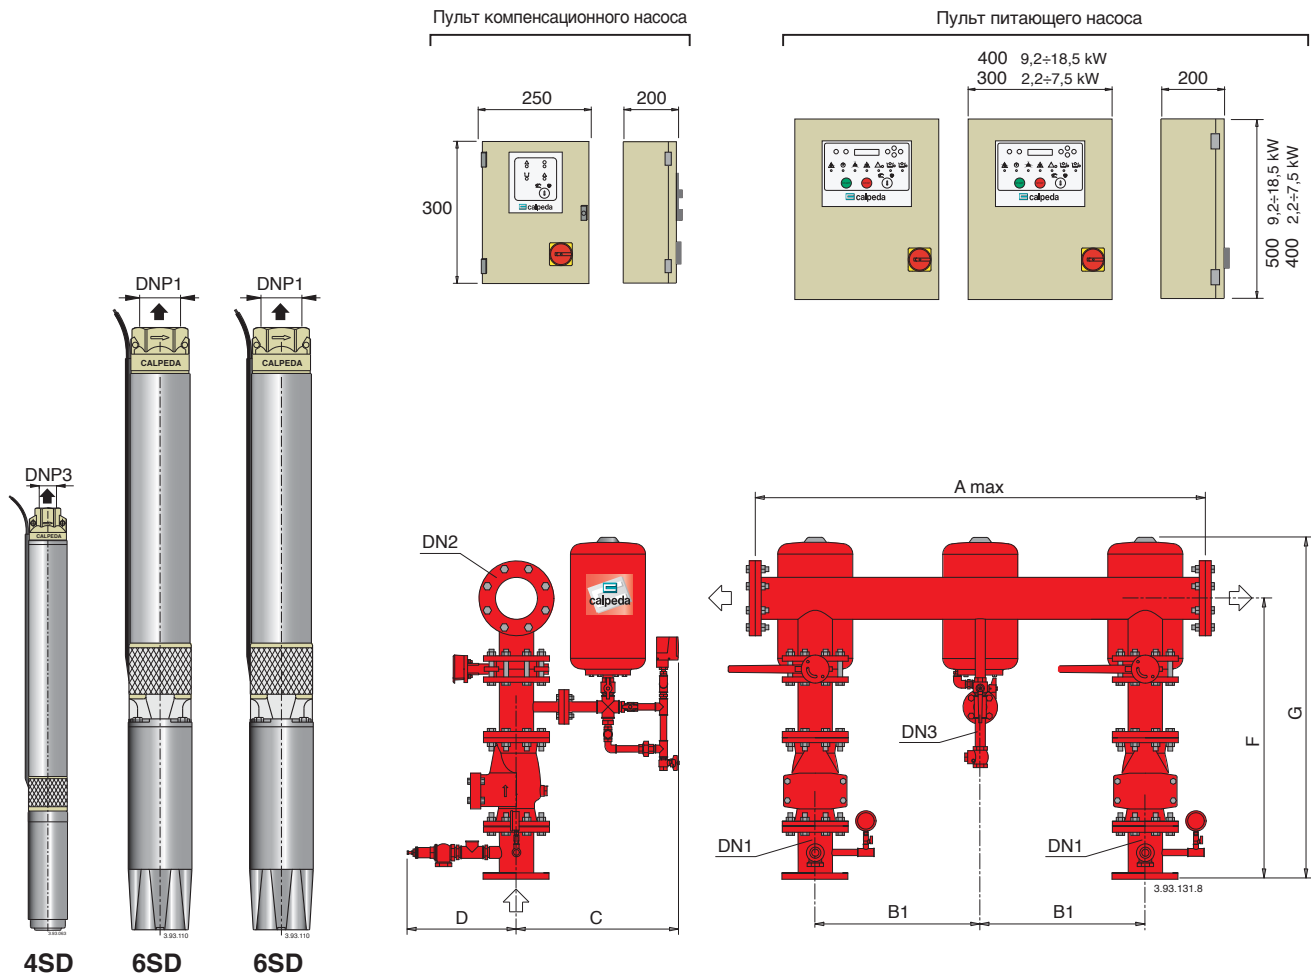 Пульт компенсационного насоса
Пульт питающего насоса
400 9,2÷18,5 kW
300 2,2÷7,5 kW
250
200
200
300
calpeda
calpeda
calpeda
500 9,2÷18,5 kW
400 2,2÷7,5 kW
DNP1
DNP1
CALPEDA
CALPEDA
DNP3
CALPEDA
A max
DN2
calpeda
DN3
G
F
DN1
DN1
3.93.131.8
D
C
B1
B1
3.93.110
3.93.110
4SD
6SD
6SD